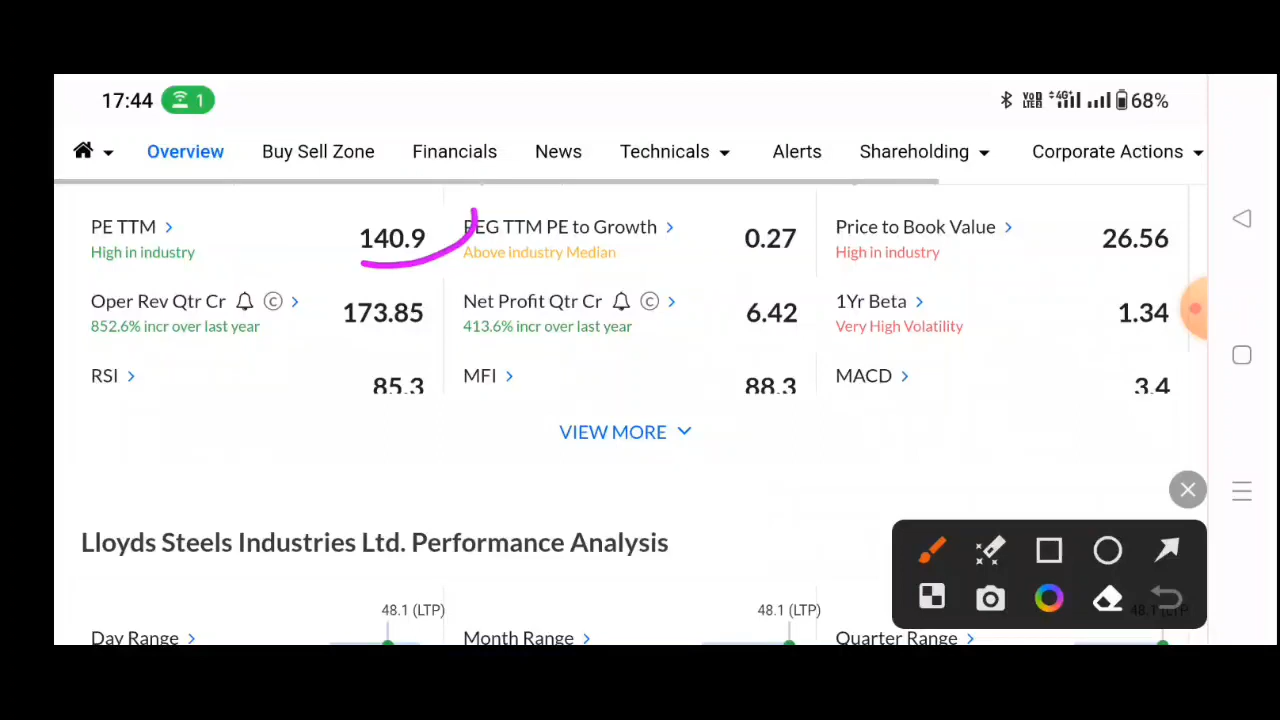 17:44 1 4G 68%
Overview Buy Sell Zone Financials News Technicals Alerts Shareholding Corporate Actions
PE TTM 140.9 PEG TTM PE to Growth 0.27 Price to Book Value 26.56
High in industry Above industry Median High in industry
Oper Rev Qtr Cr © 173.85 Net Profit Qtr Cr © 6.42 1Yr Beta 1.34
852.6% incr over last year 413.6% incr over last year Very High Volatility
RSI 85.3 MFI 88.3 MACD 3.4
VIEW MORE
Lloyds Steels Industries Ltd. Performance Analysis
48.1 (LTP) 48.1 (LTP) 48.1 (LTP)
Day Range Month Range Quarter Range